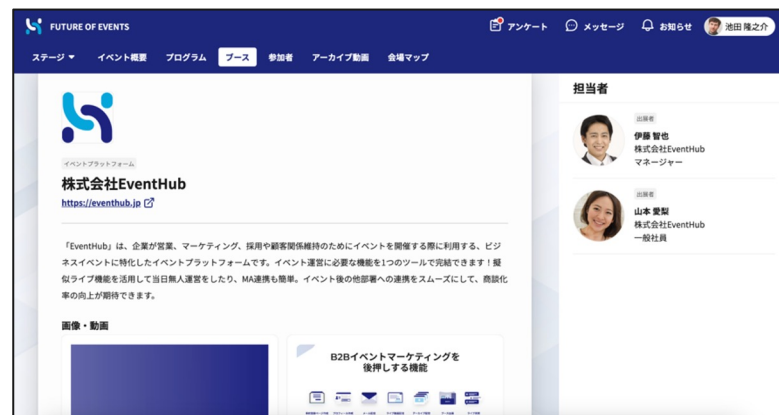 FUTURE OF EVENTS
アンケート
メッセージ
お知らせ
池田 隆之介
ステージ ▼
イベント概要
プログラム
ブース
参加者
アーカイブ動画
会場マップ
イベントプラットフォーム
株式会社EventHub
https://eventhub.jp
「EventHub」は、企業が営業、マーケティング、採用や顧客関係維持のためにイベントを開催する際に利用する、ビジ
ネスイベントに特化したイベントプラットフォームです。イベント運営に必要な機能を1つのツールで完結できます！擬
似ライブ機能を活用して当日無人運営をしたり、MA連携も簡単。イベント後の他部署への連携をスムーズにして、商談化
率の向上が期待できます。
画像・動画
B2Bイベントマーケティングを
後押しする機能
担当者
出展者
伊藤 智也
株式会社EventHub
マネージャー
出展者
山本 愛梨
株式会社EventHub
一般社員